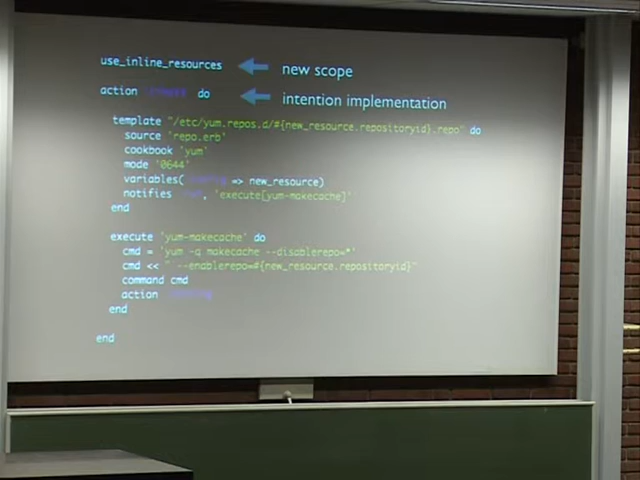 use_inline_resources
new scope
action do
intention implementation
template "/etc/yum.repos.d/#{new_resource.repositoryid}.repo" do
source 'repo.erb'
cookbook 'yum'
mode '0644'
variables( => new_resource)
notifies , 'execute[yum-makecache]'
end
execute 'yum-makecache' do
cmd = 'yum -q makecache --disablerepo=*'
cmd << " --enablerepo=#{new_resource.repositoryid}"
command cmd
action
end
end